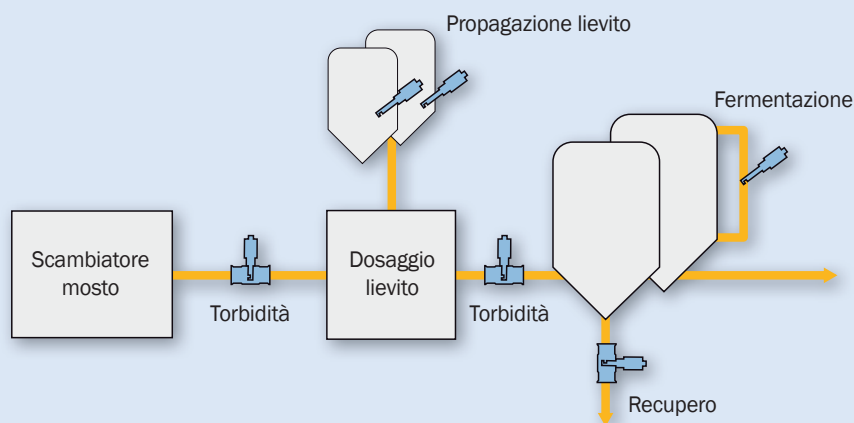 Propagazione lievito
Fermentazione
Scambiatore
mosto
Torbidità
Dosaggio
lievito
Torbidità
Recupero